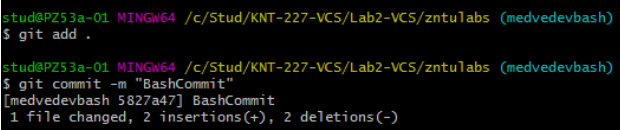 stud@PZ53a-01 MINGW64 /c/Stud/KNT-227-VCS/Lab2-VCS/zntulabs (medvedevbash)
$ git add .
stud@PZ53a-01 MINGW64 /c/Stud/KNT-227-VCS/Lab2-VCS/zntulabs (medvedevbash)
$ git commit -m "BashCommit"
[medvedevbash 5827a47] BashCommit
1 file changed, 2 insertions(+), 2 deletions(-)